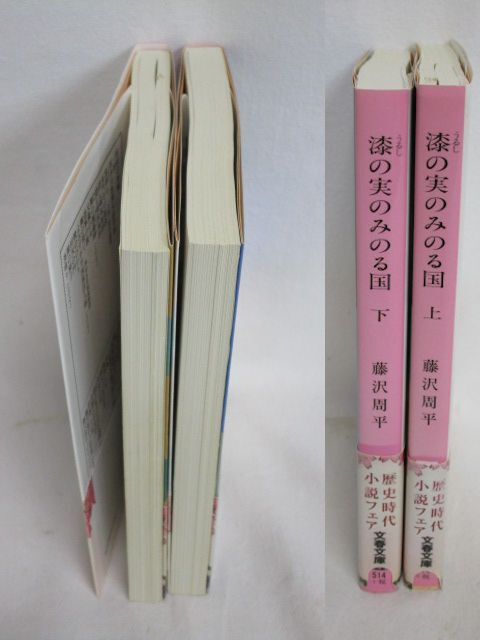 漆の実のみのる国 上
うるし
藤沢周平
歴史時代
小説フェア
文春文庫
+税
漆の実のみのる国 下
うるし
藤沢周平
歴史時代
小説フェア
文春文庫
514
+税